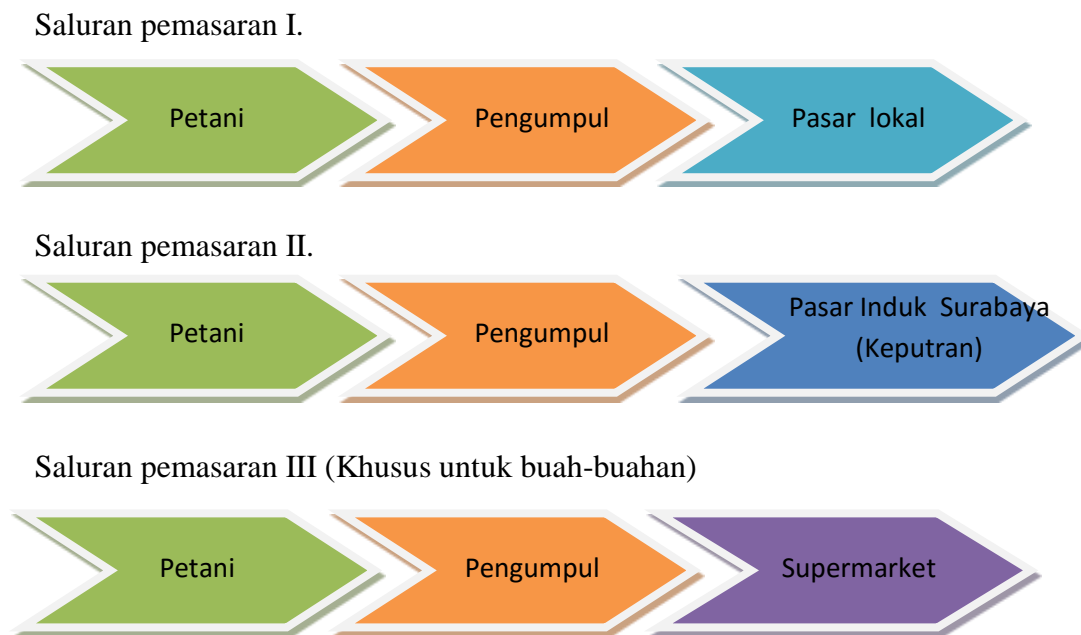 Saluran pemasaran I.
Petani Pengumpul Pasar lokal
Saluran pemasaran II.
Petani Pengumpul Pasar Induk Surabaya
(Keputran)
Saluran pemasaran III (Khusus untuk buah-buahan)
Petani Pengumpul Supermarket